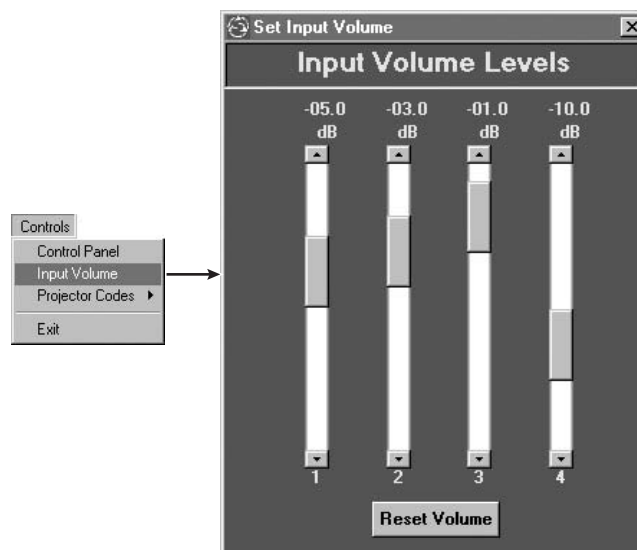 Set Input Volume
Input Volume Levels
-05.0 -03.0 -01.0 -10.0
dB dB dB dB
Controls
Control Panel
Input Volume
Projector Codes
Exit
1 2 3 4
Reset Volume